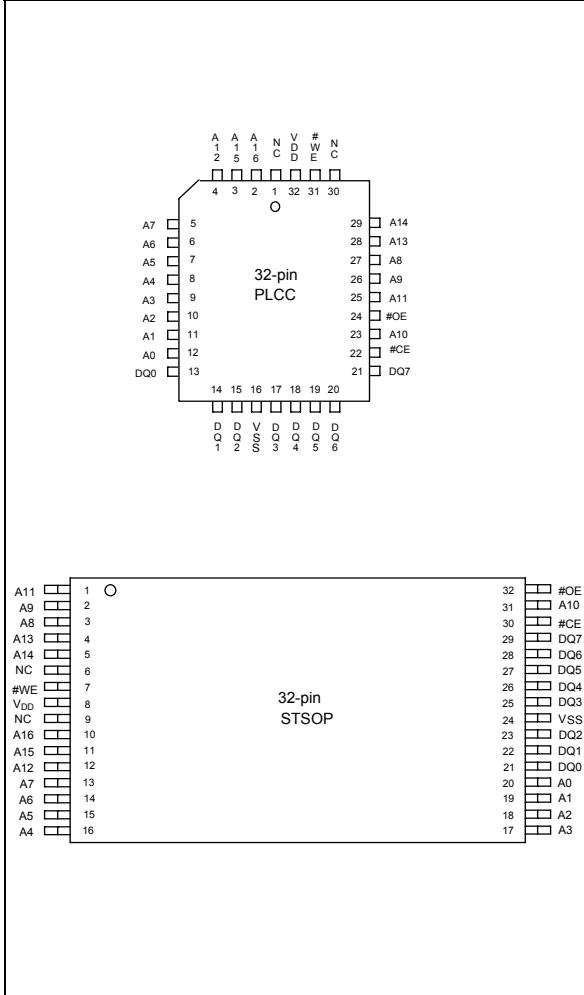 A12 A15 A16 NC VDD #WE NC
4 3 2 1 32 31 30
A7 5 29 A14
A6 6 28 A13
A5 7 27 A8
A4 8 26 A9
A3 9 25 A11
A2 10 24 #OE
A1 11 23 A10
A0 12 22 #CE
DQ0 13 21 DQ7
32-pin
PLCC
14 15 16 17 18 19 20
DQ1 DQ2 VSS DQ3 DQ4 DQ5 DQ6
A11 1 32 #OE
A9 2 31 A10
A8 3 30 #CE
A13 4 29 DQ7
A14 5 28 DQ6
NC 6 27 DQ5
#WE 7 26 DQ4
VDD 8 25 DQ3
NC 9 24 VSS
A16 10 23 DQ2
A15 11 22 DQ1
A12 12 21 DQ0
A7 13 20 A0
A6 14 19 A1
A5 15 18 A2
A4 16 17 A3
32-pin
STSOP